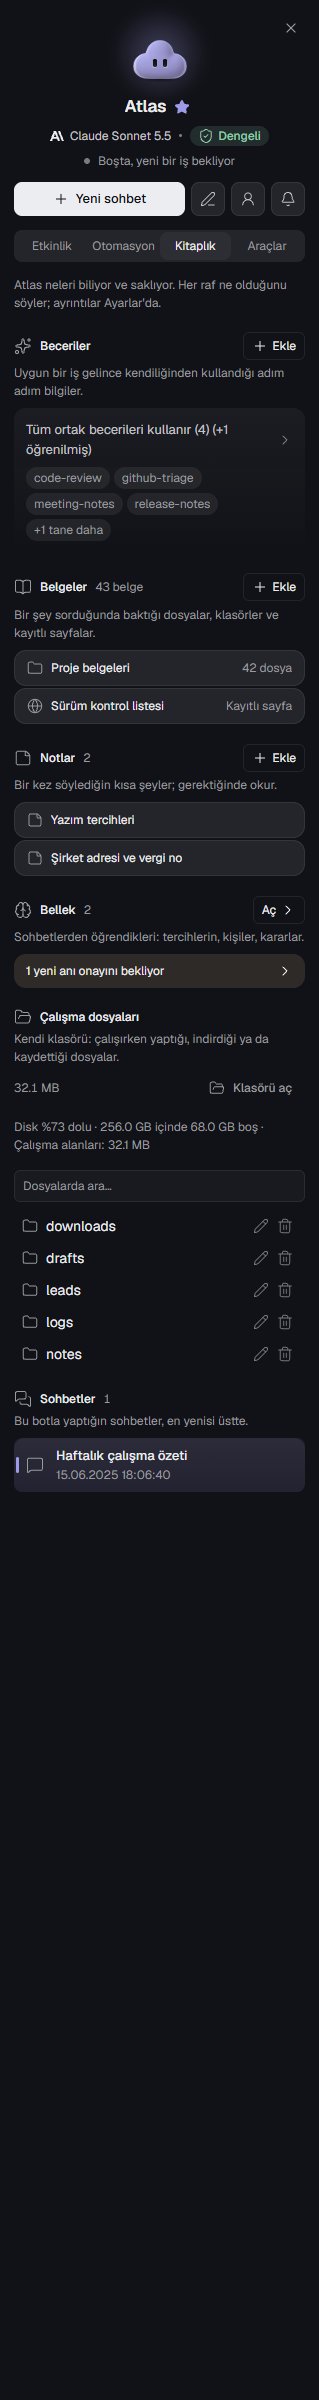 Atlas
Claude Sonnet 5.5 • Dengeli
Boşta, yeni bir iş bekliyor
Yeni sohbet
Etkinlik Otomasyon Kitaplık Araçlar
Atlas neleri biliyor ve saklıyor. Her raf ne olduğunu
söyler; ayrıntılar Ayarlar'da.
Beceriler
Ekle
Uygun bir iş gelince kendiliğinden kullandığı adım
adım bilgiler.
Tüm ortak becerileri kullanır (4) (+1
öğrenilmiş)
code-review github-triage
meeting-notes release-notes
+1 tane daha
Belgeler 43 belge
Ekle
Bir şey sorduğunda baktığı dosyalar, klasörler ve
kayıtlı sayfalar.
Proje belgeleri 42 dosya
Sürüm kontrol listesi Kayıtlı sayfa
Notlar 2
Ekle
Bir kez söylediğin kısa şeyler; gerektiğinde okur.
Yazım tercihleri
Şirket adresi ve vergi no
Bellek 2
Aç
Sohbetlerden öğrendikleri: tercihlerin, kişiler, kararlar.
1 yeni anı onayını bekliyor
Çalışma dosyaları
Kendi klasörü: çalışırken yaptığı, indirdiği ya da
kaydettiği dosyalar.
32.1 MB Klasörü aç
Disk %73 dolu · 256.0 GB içinde 68.0 GB boş ·
Çalışma alanları: 32.1 MB
Dosyalarda ara...
downloads
drafts
leads
logs
notes
Sohbetler 1
Bu botla yaptığın sohbetler, en yenisi üstte.
Haftalık çalışma özeti
15.06.2025 18:06:40